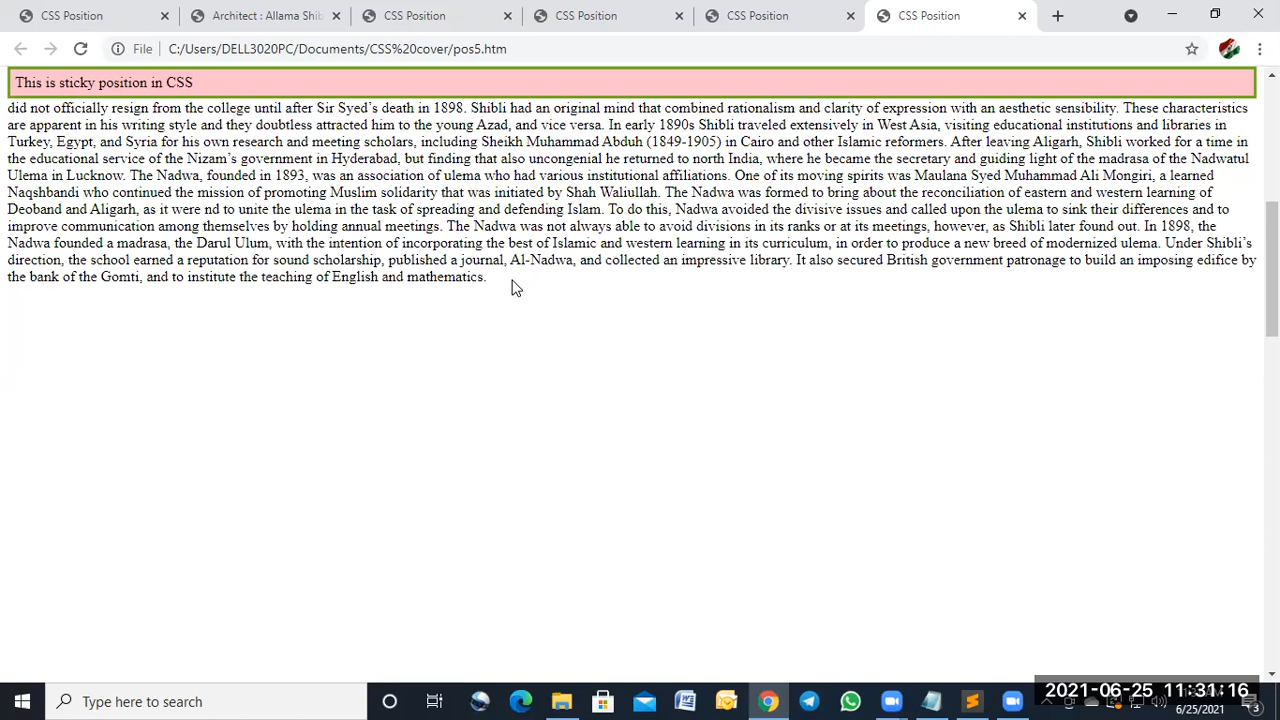 CSS Position
Architect : Allama Shib
CSS Position
CSS Position
CSS Position
CSS Position
File
C:/Users/DELL3020PC/Documents/CSS%20cover/pos5.htm
This is sticky position in CSS
did not officially resign from the college until after Sir Syed’s death in 1898. Shibli had an original mind that combined rationalism and clarity of expression with an aesthetic sensibility. These characteristics
are apparent in his writing style and they doubtless attracted him to the young Azad, and vice versa. In early 1890s Shibli traveled extensively in West Asia, visiting educational institutions and libraries in
Turkey, Egypt, and Syria for his own research and meeting scholars, including Sheikh Muhammad Abduh (1849-1905) in Cairo and other Islamic reformers. After leaving Aligarh, Shibli worked for a time in
the educational service of the Nizam’s government in Hyderabad, but finding that also uncongenial he returned to north India, where he became the secretary and guiding light of the madrasa of the Nadwatul
Ulema in Lucknow. The Nadwa, founded in 1893, was an association of ulema who had various institutional affiliations. One of its moving spirits was Maulana Syed Muhammad Ali Mongiri, a learned
Naqshbandi who continued the mission of promoting Muslim solidarity that was initiated by Shah Waliullah. The Nadwa was formed to bring about the reconciliation of eastern and western learning of
Deoband and Aligarh, as it were nd to unite the ulema in the task of spreading and defending Islam. To do this, Nadwa avoided the divisive issues and called upon the ulema to sink their differences and to
improve communication among themselves by holding annual meetings. The Nadwa was not always able to avoid divisions in its ranks or at its meetings, however, as Shibli later found out. In 1898, the
Nadwa founded a madrasa, the Darul Ulum, with the intention of incorporating the best of Islamic and western learning in its curriculum, in order to produce a new breed of modernized ulema. Under Shibli’s
direction, the school earned a reputation for sound scholarship, published a journal, Al-Nadwa, and collected an impressive library. It also secured British government patronage to build an imposing edifice by
the bank of the Gomti, and to institute the teaching of English and mathematics.
Type here to search
2021-06-25 11:31:16
6/25/2021
3